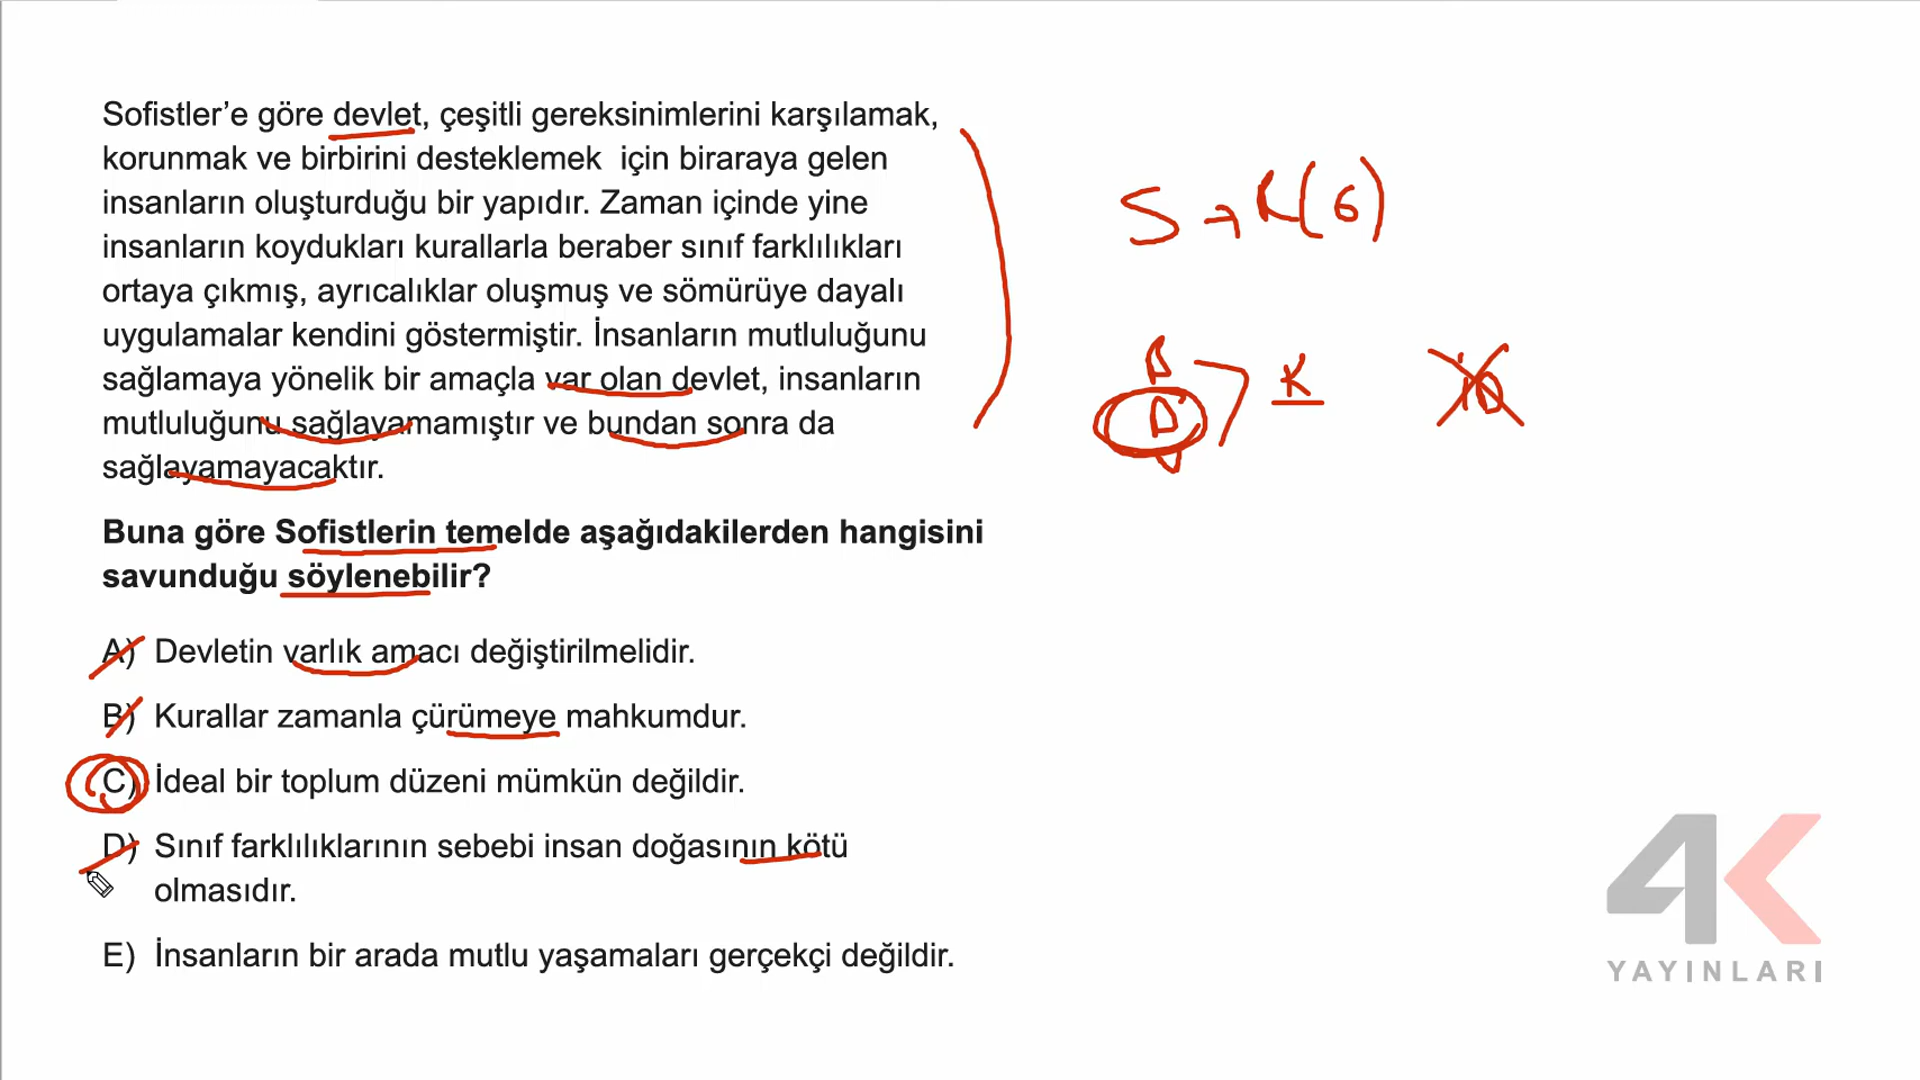 Sofistler’e göre devlet, çeşitli gereksinimlerini karşılamak,
korunmak ve birbirini desteklemek  için biraraya gelen
insanların oluşturduğu bir yapıdır. Zaman içinde yine
insanların koydukları kurallarla beraber sınıf farklılıkları
ortaya çıkmış, ayrıcalıklar oluşmuş ve sömürüye dayalı
uygulamalar kendini göstermiştir. İnsanların mutluluğunu
sağlamaya yönelik bir amaçla var olan devlet, insanların
mutluluğunu sağlayamamıştır ve bundan sonra da
sağlayamayacaktır.
Buna göre Sofistlerin temelde aşağıdakilerden hangisini
savunduğu söylenebilir?
A) Devletin varlık amacı değiştirilmelidir.
B) Kurallar zamanla çürümeye mahkumdur.
C) İdeal bir toplum düzeni mümkün değildir.
D) Sınıf farklılıklarının sebebi insan doğasının kötü
olmasıdır.
E) İnsanların bir arada mutlu yaşamaları gerçekçi değildir.
K
4K
YAYINLARI